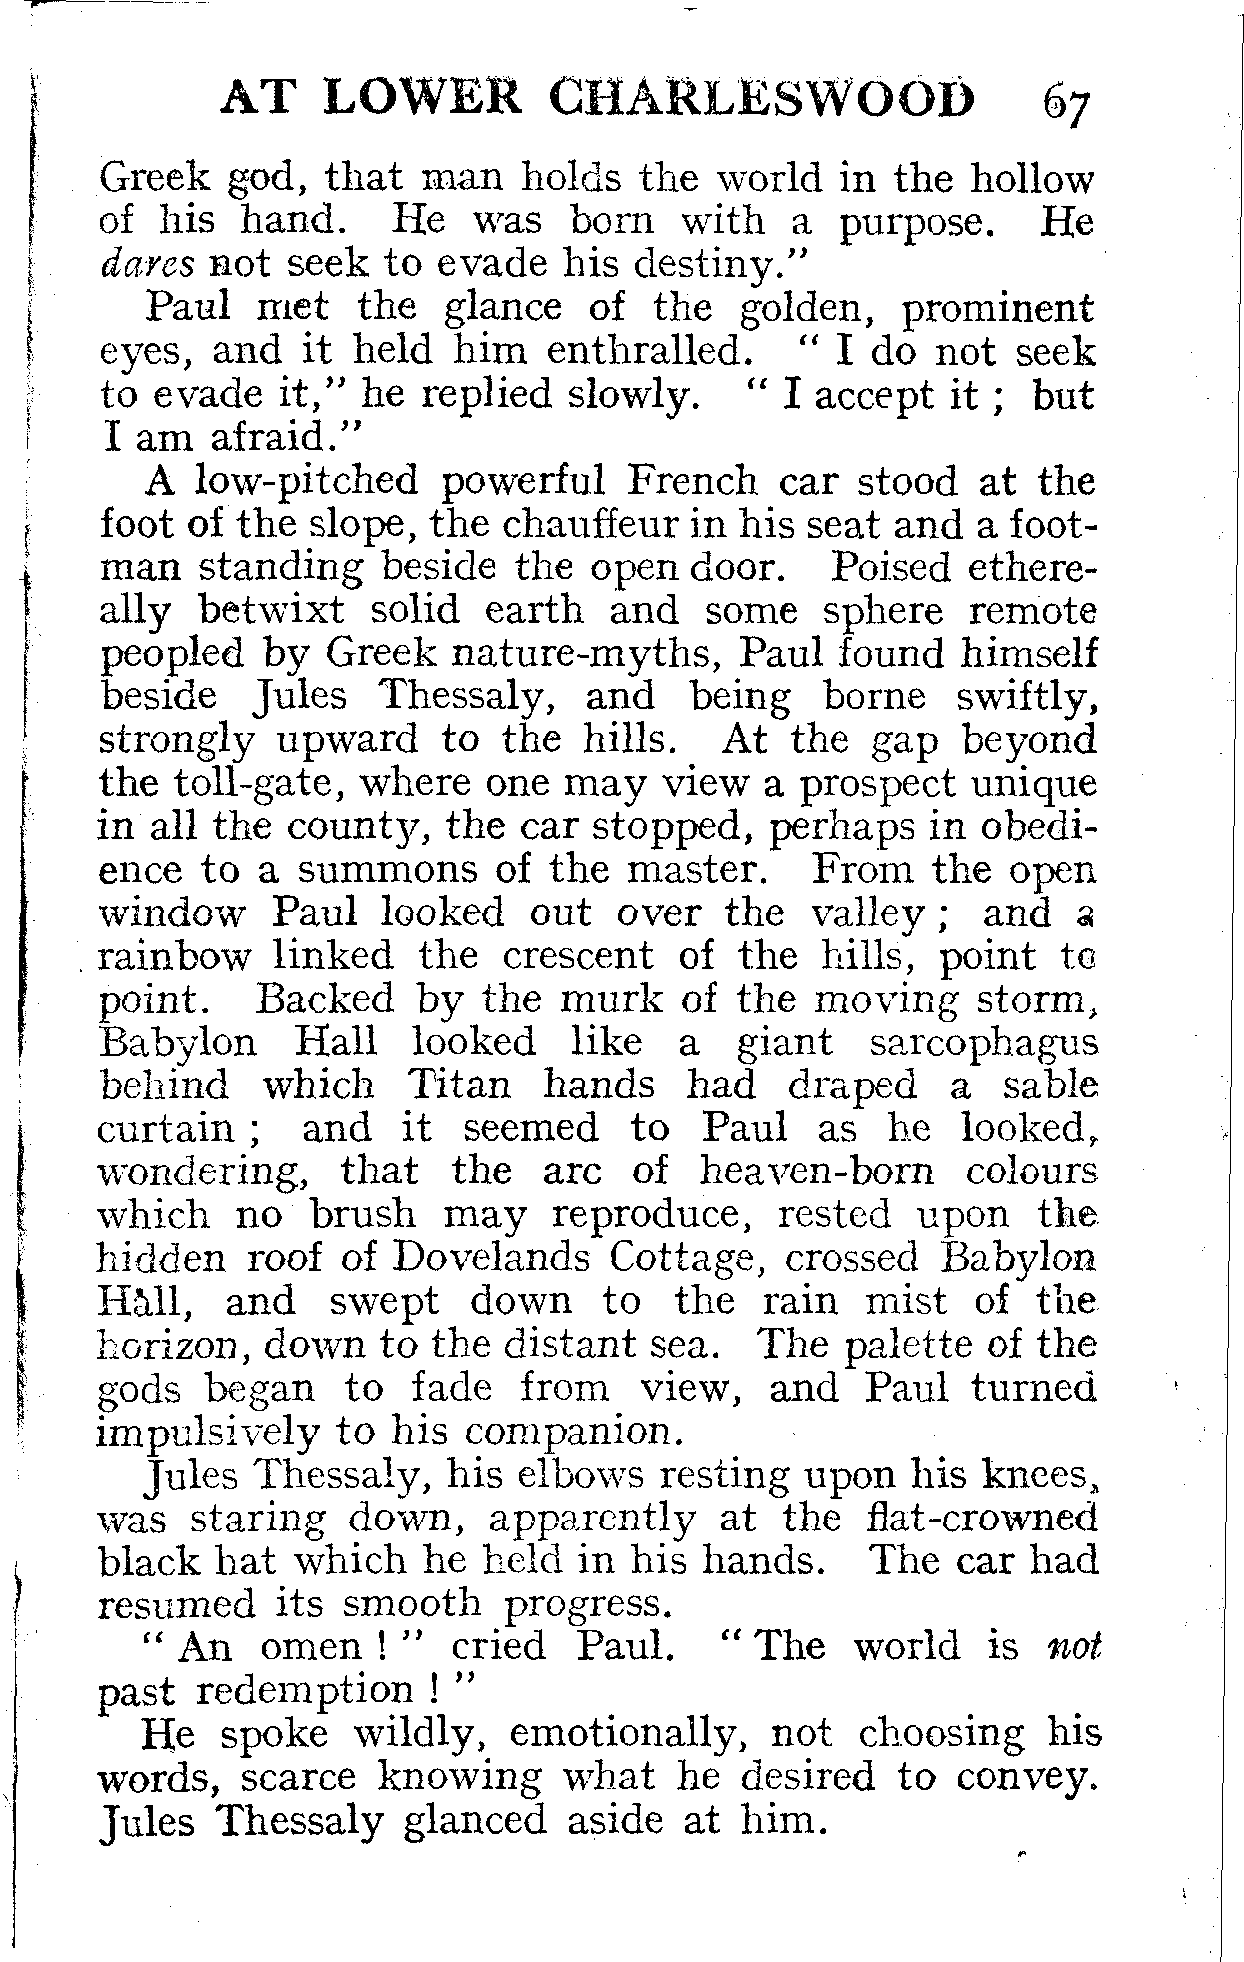 AT LOWER CHARLESWOOD 67
Greek god, that man holds the world in the hollow
of his hand. He was born with a purpose. He
dares not seek to evade his destiny.”
Paul met the glance of the golden, prominent
eyes, and it held him enthralled. “ I do not seek
to evade it,” he replied slowly. “ I accept it ; but
I am afraid.”
A low-pitched powerful French car stood at the
foot of the slope, the chauffeur in his seat and a foot-
man standing beside the open door. Poised ethere-
ally betwixt solid earth and some sphere remote
peopled by Greek nature-myths, Paul found himself
beside Jules Thessaly, and being borne swiftly,
strongly upward to the hills. At the gap beyond
the toll-gate, where one may view a prospect unique
in all the county, the car stopped, perhaps in obedi-
ence to a summons of the master. From the open
window Paul looked out over the valley ; and a
rainbow linked the crescent of the hills, point to
point. Backed by the murk of the moving storm,
Babylon Hall looked like a giant sarcophagus
behind which Titan hands had draped a sable
curtain ; and it seemed to Paul as he looked,
wondering, that the arc of heaven-born colours
which no brush may reproduce, rested upon the
hidden roof of Dovelands Cottage, crossed Babylon
Hall, and swept down to the rain mist of the
horizon, down to the distant sea. The palette of the
gods began to fade from view, and Paul turned
impulsively to his companion.
Jules Thessaly, his elbows resting upon his knees,
was staring down, apparently at the flat-crowned
black hat which he held in his hands. The car had
resumed its smooth progress.
“ An omen ! ” cried Paul. “ The world is not
past redemption ! ”
He spoke wildly, emotionally, not choosing his
words, scarce knowing what he desired to convey.
Jules Thessaly glanced aside at him.